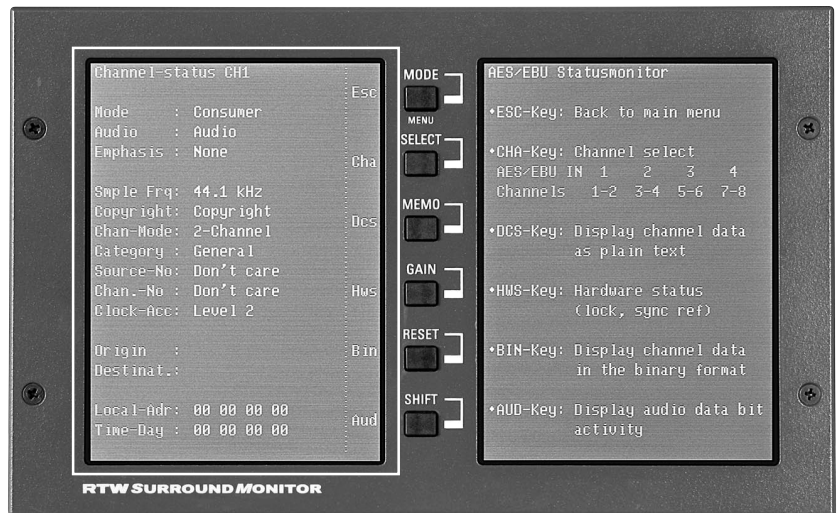 Channel-status CH1
Esc
Mode : Consumer
Audio : Audio
Emphasis : None
Cha
Smple Frq: 44.1 kHz
Copyright: Copyright
Chan-Mode: 2-Channel
Dcs
Category : General
Source-No: Don't care
Chan.-No : Don't care
Hws
Clock-Acc: Level 2
Origin :
Bin
Destinat.:
Local-Adr: 00 00 00 00
Aud
Time-Day : 00 00 00 00
MODE
MENU
SELECT
MEMO
GAIN
RESET
SHIFT
AES/EBU Statusmonitor
•ESC-Key: Back to main menu
•CHA-Key: Channel select
AES/EBU IN 1 2 3 4
Channels 1-2 3-4 5-6 7-8
•DCS-Key: Display channel data
as plain text
•HWS-Key: Hardware status
(lock, sync ref)
•BIN-Key: Display channel data
in the binary format
•AUD-Key: Display audio data bit
activity
RTW SURROUND MONITOR